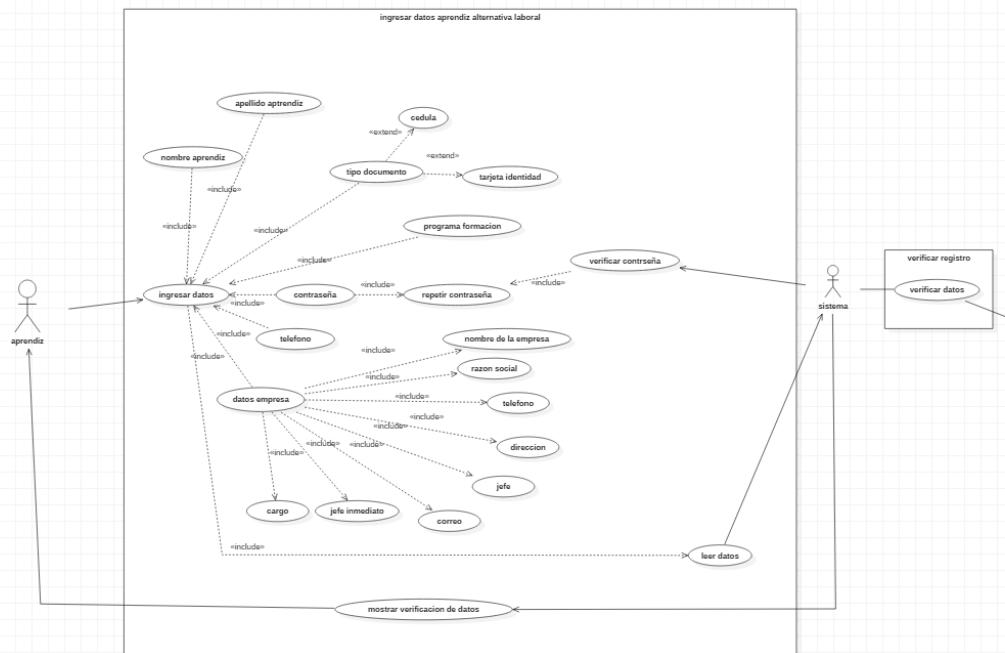 ingresar datos aprendiz alternativa laboral
apellido aptrendiz
cedula
«extend»
nombre aprendiz
«extend»
tipo documento
tarjeta identidad
«include»
«include»
programa formacion
«include»
verificar contrseña
verificar registro
«include»
«include»
«include»
ingresar datos
contraseña
repetir contraseña
verificar datos
«include»
sistema
aprendiz
«include»
telefono
nombre de la empresa
«include»
«include»
razon social
«include»
datos empresa
«include»
telefono
«include»
«include»
«include»
«include»
direccion
«include»
jefe
cargo
jefe inmediato
correo
«include»
leer datos
mostrar verificacion de datos